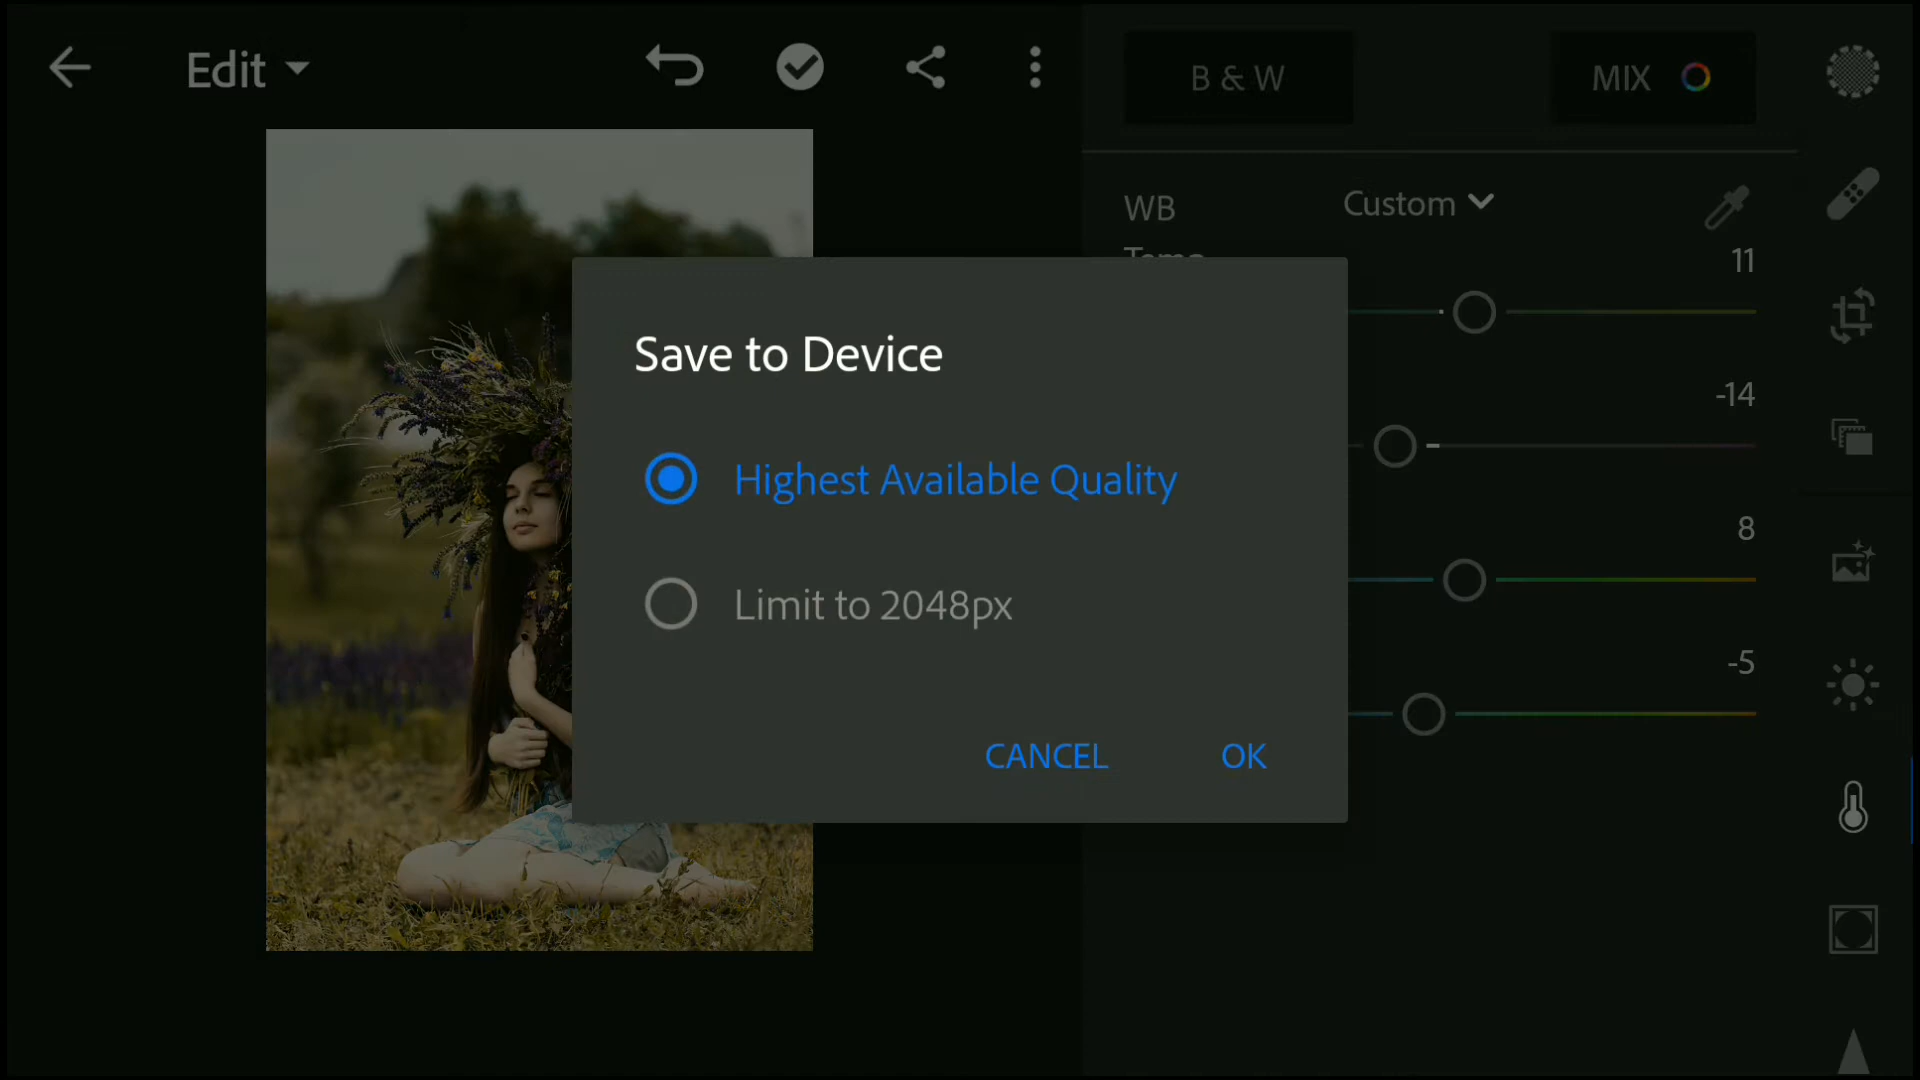 Edit
B & W
MIX
WB
Custom
Temp
11
-14
8
-5
Save to Device
Highest Available Quality
Limit to 2048px
CANCEL
OK